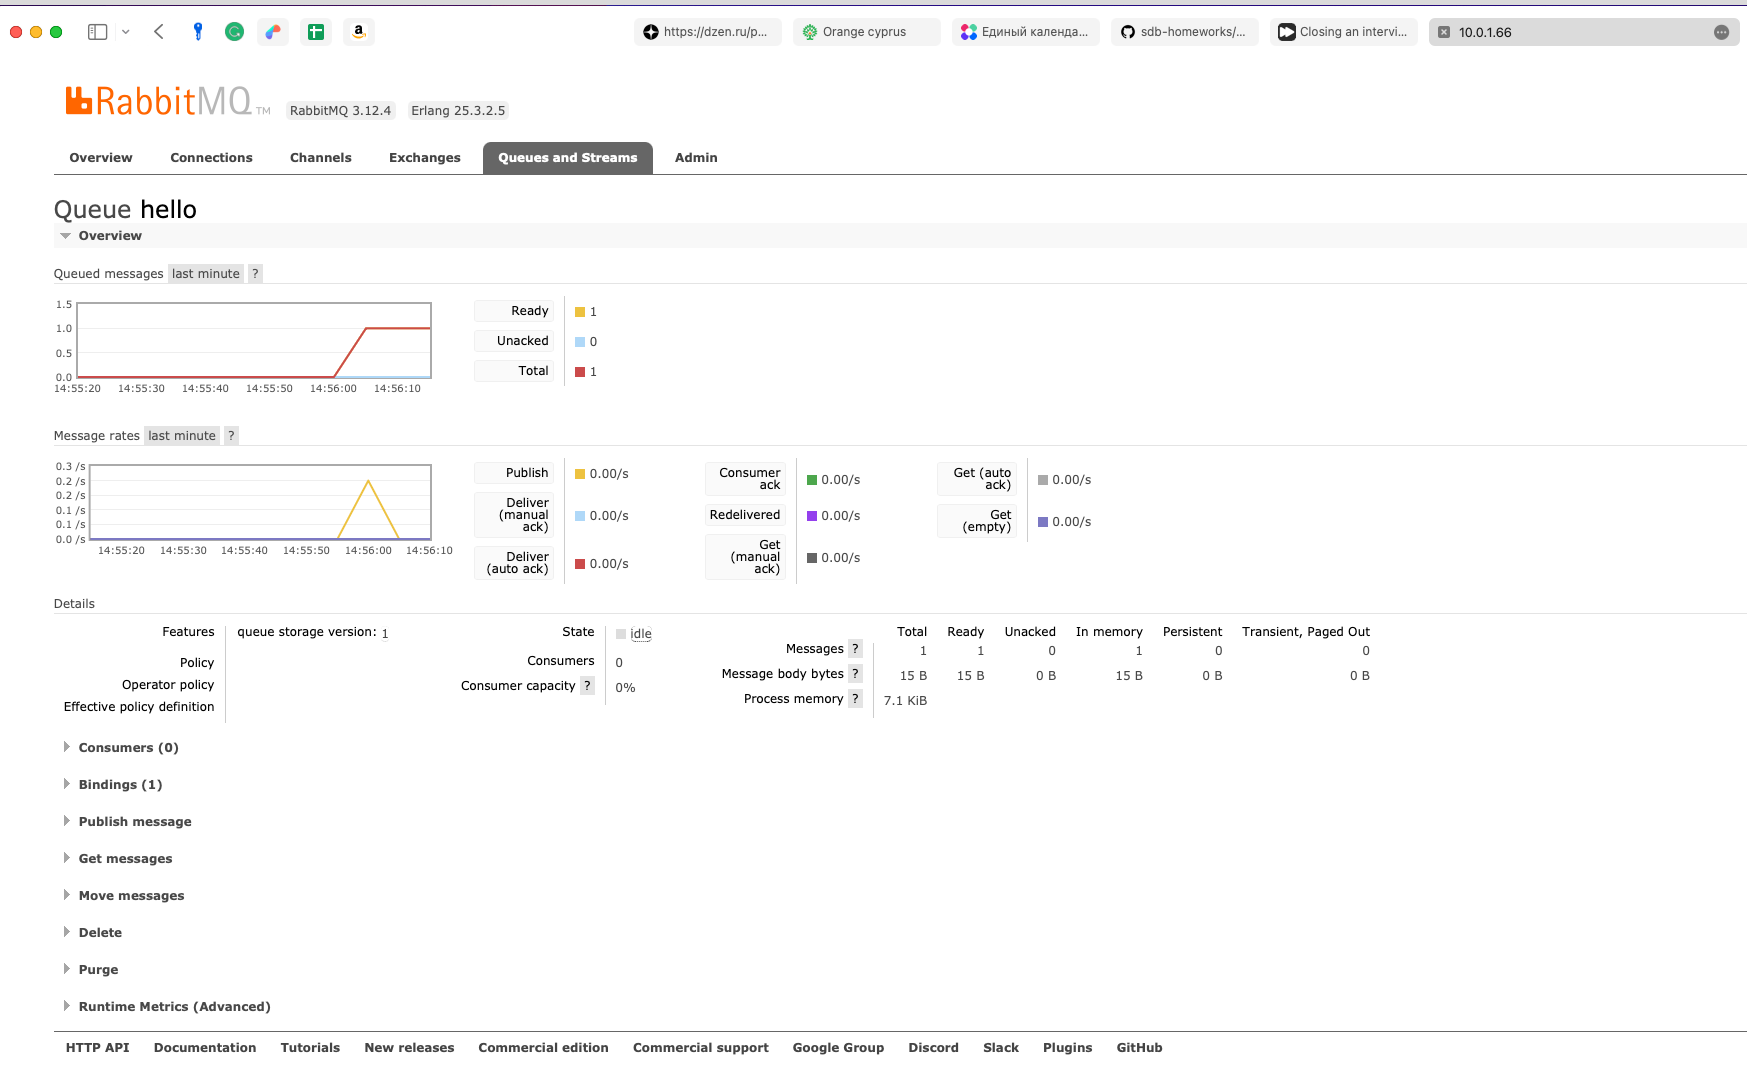 https://dzen.ru/p...
Orange cyprus
Единый календа...
sdb-homeworks/...
Closing an intervi...
10.0.1.66
RabbitMQ TM
RabbitMQ 3.12.4
Erlang 25.3.2.5
Overview
Connections
Channels
Exchanges
Queues and Streams
Admin
Queue hello
Overview
Queued messages last minute ?
1.5
1.0
0.5
0.0
14:55:20 14:55:30 14:55:40 14:55:50 14:56:00 14:56:10
Ready 1
Unacked 0
Total 1
Message rates last minute ?
0.3 /s
0.2 /s
0.2 /s
0.1 /s
0.1 /s
0.0 /s
14:55:20 14:55:30 14:55:40 14:55:50 14:56:00 14:56:10
Publish 0.00/s
Deliver
(manual
ack) 0.00/s
Deliver
(auto ack) 0.00/s
Consumer
ack 0.00/s
Redelivered 0.00/s
Get
(manual
ack) 0.00/s
Get (auto
ack) 0.00/s
Get
(empty) 0.00/s
Details
Features queue storage version: 1
Policy
Operator policy
Effective policy definition
State idle
Consumers 0
Consumer capacity ? 0%
Total Ready Unacked In memory Persistent Transient, Paged Out
Messages ? 1 1 0 1 0 0
Message body bytes ? 15 B 15 B 0 B 15 B 0 B 0 B
Process memory ? 7.1 KiB
Consumers (0)
Bindings (1)
Publish message
Get messages
Move messages
Delete
Purge
Runtime Metrics (Advanced)
HTTP API Documentation Tutorials New releases Commercial edition Commercial support Google Group Discord Slack Plugins GitHub